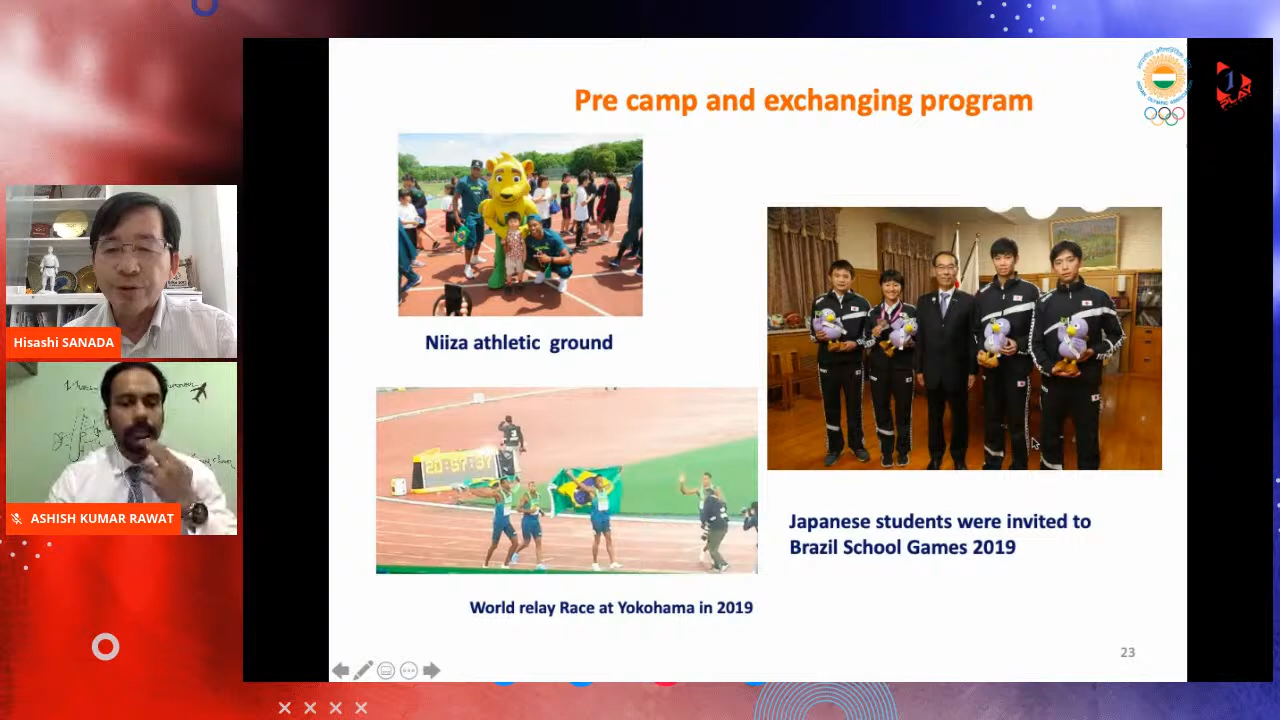 Pre camp and exchanging program
PLAY
Niiza athletic ground
Japanese students were invited to
Brazil School Games 2019
World relay Race at Yokohama in 2019
23
Hisashi SANADA
ASHISH KUMAR RAWAT